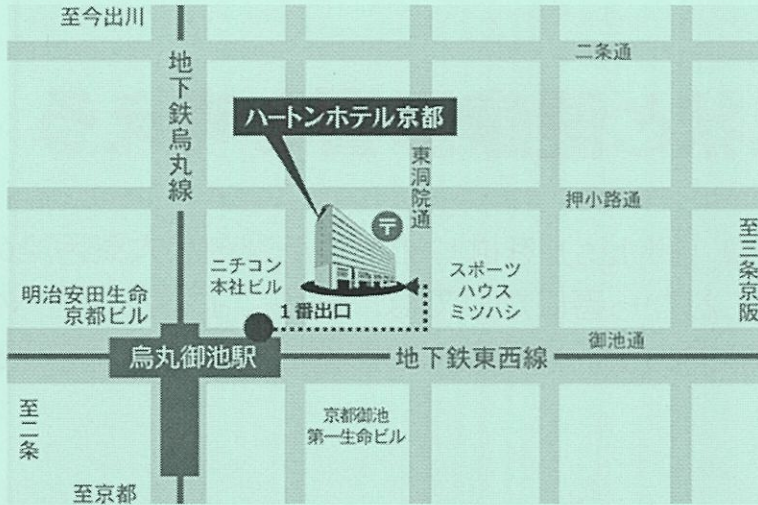 至今出川
二条通
地下鉄烏丸線
ハートンホテル京都
東洞院通
押小路通
〒
至三条京阪
ニチコン
本社ビル
スポーツ
ハウス
ミツハシ
明治安田生命
京都ビル
1番出口
烏丸御池駅
地下鉄東西線
御池通
至二条
京都御池
第一生命ビル
至京都